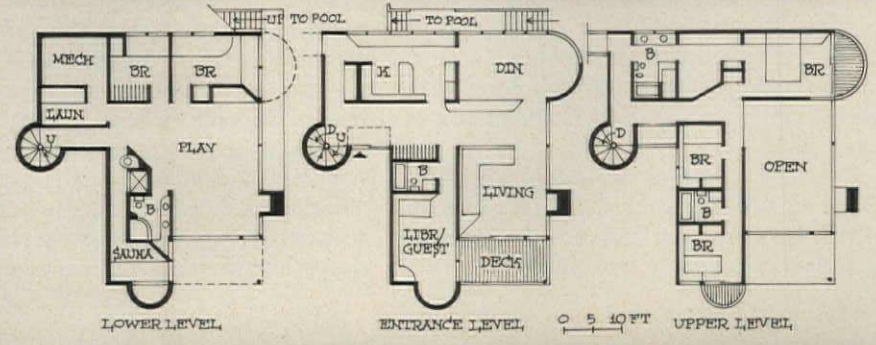 UP TO POOL
MECH
BR
BR
LAUN
U
PLAY
B
SAUNA
LOWER LEVEL
TO POOL
K
DIN
D
U
B
LIVING
LIBR/
GUEST
DECK
ENTRANCE LEVEL
0 5 10 FT
B
BR
D
BR
OPEN
B
BR
UPPER LEVEL